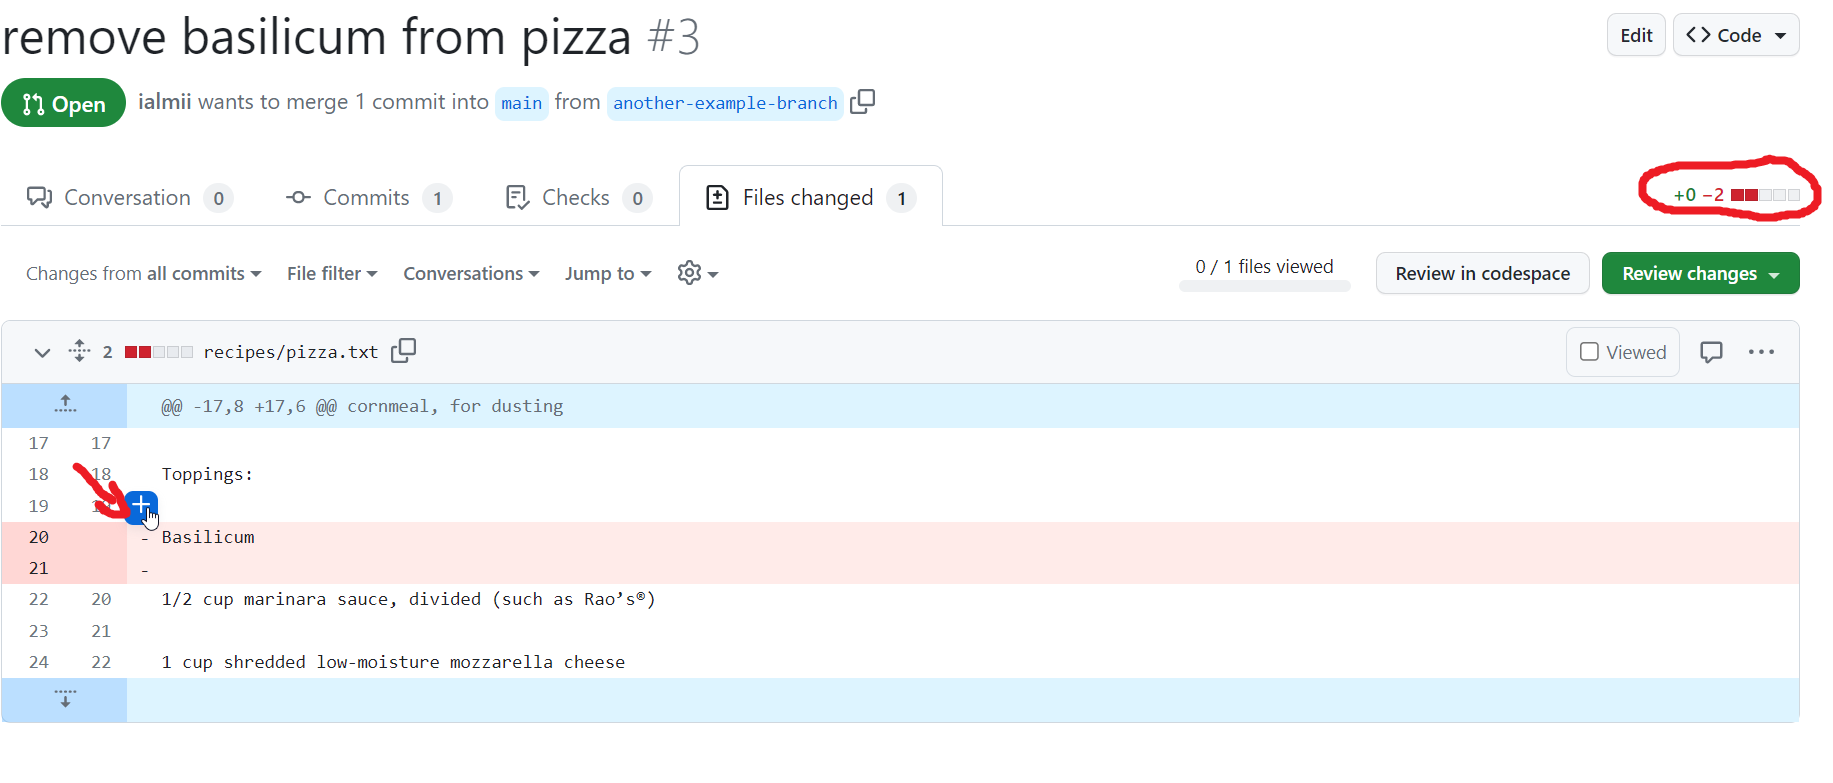 remove basilicum from pizza #3
Edit
Code
Open
ialmii wants to merge 1 commit into main from another-example-branch
Conversation 0
Commits 1
Checks 0
Files changed 1
+0 −2
Changes from all commits
File filter
Conversations
Jump to
0 / 1 files viewed
Review in codespace
Review changes
2 recipes/pizza.txt
Viewed
@@ -17,8 +17,6 @@ cornmeal, for dusting
17 17
18 18 Toppings:
19
20 - Basilicum
21 -
22 20 1/2 cup marinara sauce, divided (such as Rao’s®)
23 21
24 22 1 cup shredded low-moisture mozzarella cheese